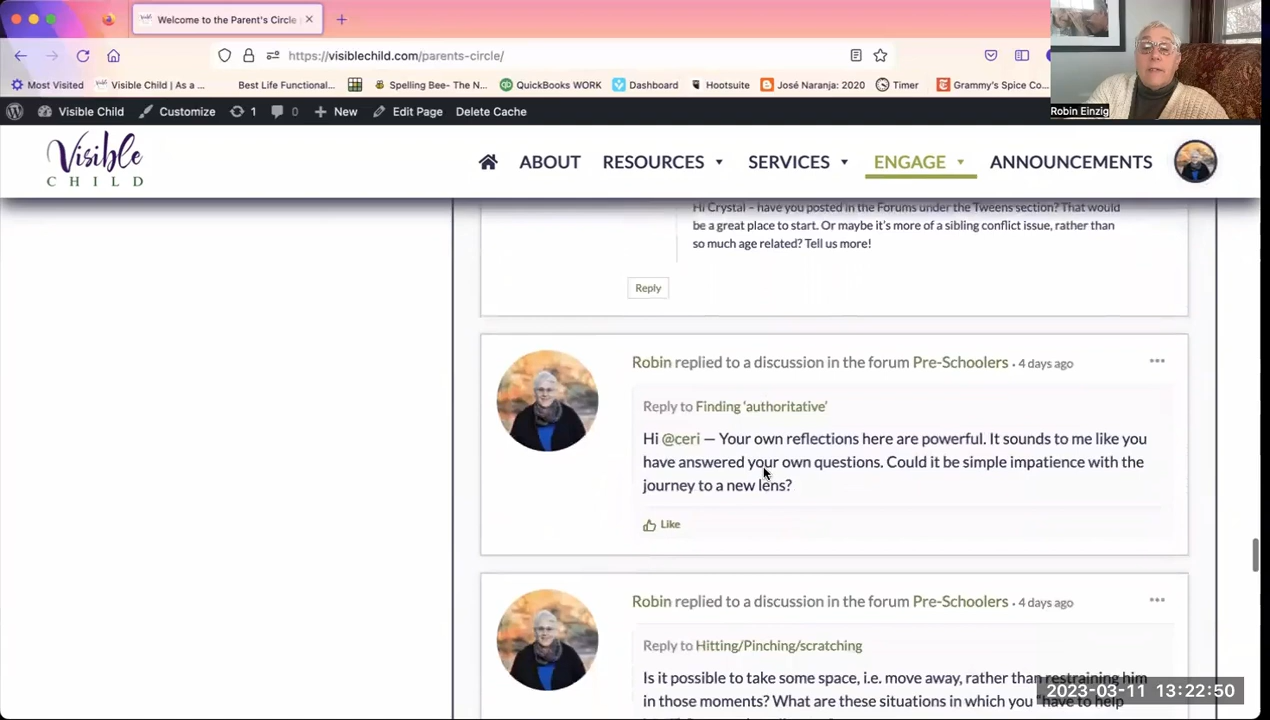 Welcome to the Parent's Circle
https://visiblechild.com/parents-circle/
Most Visited
Visible Child | As a ...
Best Life Functional...
Spelling Bee- The N...
QuickBooks WORK
Dashboard
Hootsuite
José Naranja: 2020
Timer
Grammy's Spice Co...
Robin Einzig
Visible Child
Customize
1
0
New
Edit Page
Delete Cache
Visible
CHILD
ABOUT
RESOURCES
SERVICES
ENGAGE
ANNOUNCEMENTS
Hi Crystal – have you posted in the Forums under the Tweens section? That would
be a great place to start. Or maybe it's more of a sibling conflict issue, rather than
so much age related? Tell us more!
Reply
Robin replied to a discussion in the forum Pre-Schoolers • 4 days ago
Reply to Finding 'authoritative'
Hi @ceri — Your own reflections here are powerful. It sounds to me like you
have answered your own questions. Could it be simple impatience with the
journey to a new lens?
Like
Robin replied to a discussion in the forum Pre-Schoolers • 4 days ago
Reply to Hitting/Pinching/scratching
Is it possible to take some space, i.e. move away, rather than restraining him
in those moments? What are these situations in which you "have to help
2023-03-11 13:22:50